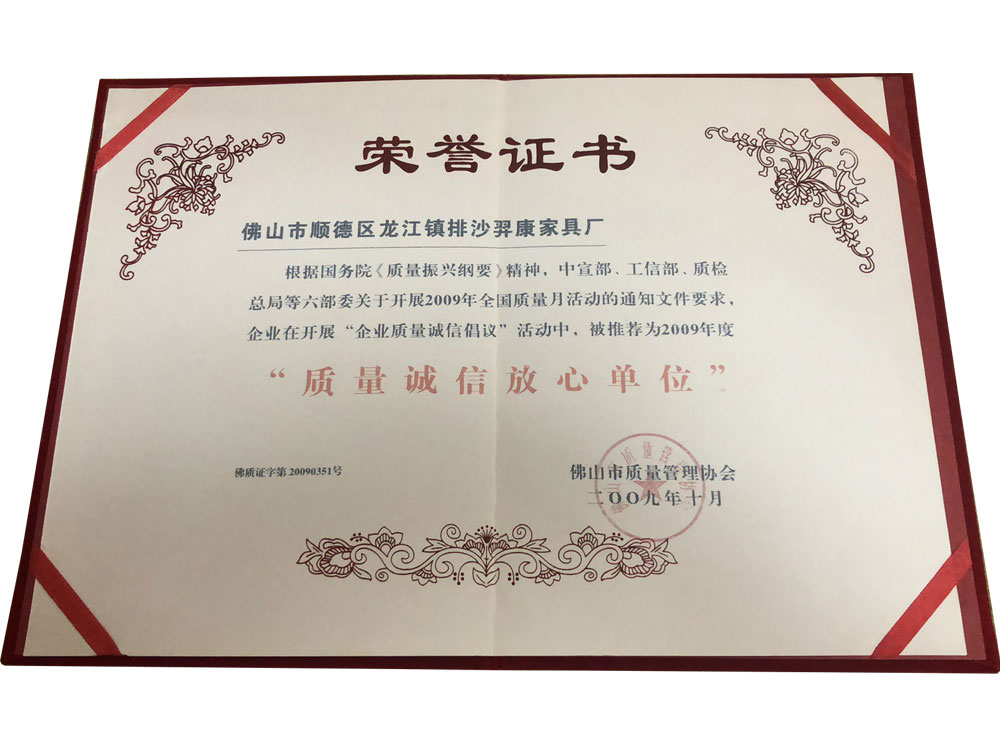 荣誉证书
佛山市顺德区龙江镇排沙羿康家具厂
根据国务院《质量振兴纲要》精神，中宣部、工信部、质检
总局等六部委关于开展2009年全国质量月活动的通知文件要求，
企业在开展“企业质量诚信倡议”活动中，被推荐为2009年度
“质量诚信放心单位”
佛质证字第 20090351号
佛山市质量管理协会
二〇〇九年十月